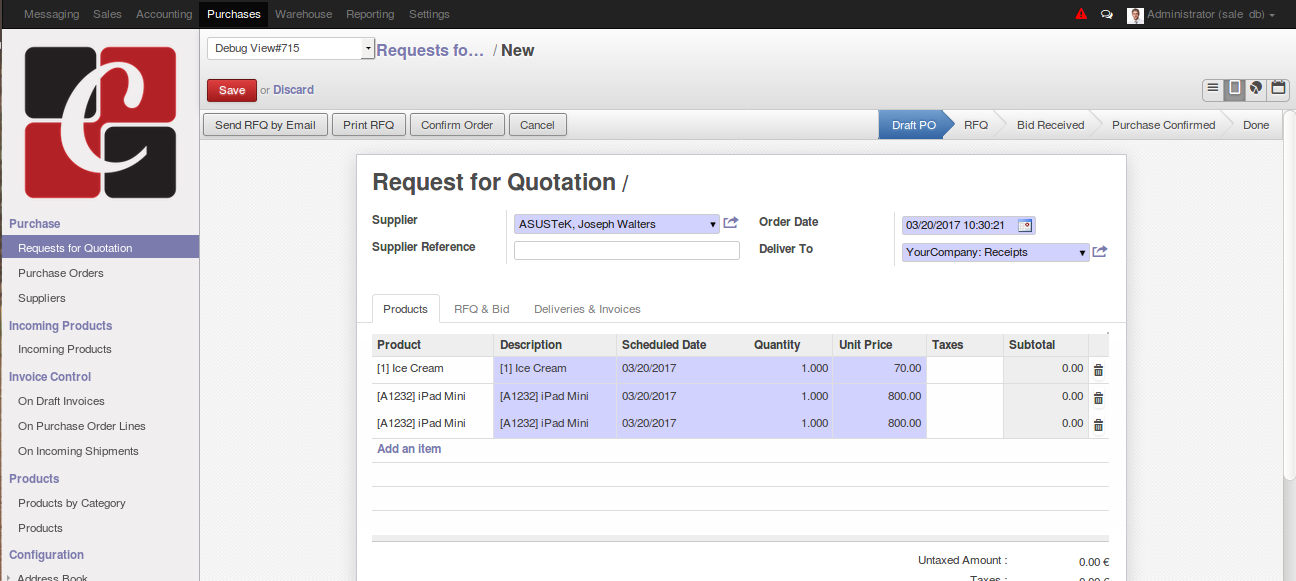 Messaging Sales Accounting Purchases Warehouse Reporting Settings Administrator (sale_db)
Debug View#715 Requests fo... / New
Save or Discard
Send RFQ by Email Print RFQ Confirm Order Cancel Draft PO RFQ Bid Received Purchase Confirmed Done
C
Purchase
Requests for Quotation
Purchase Orders
Suppliers
Incoming Products
Incoming Products
Invoice Control
On Draft Invoices
On Purchase Order Lines
On Incoming Shipments
Products
Products by Category
Products
Configuration
Address Book
Request for Quotation /
Supplier ASUSTeK, Joseph Walters Order Date 03/20/2017 10:30:21
Supplier Reference Deliver To YourCompany: Receipts
Products RFQ & Bid Deliveries & Invoices
Product Description Scheduled Date Quantity Unit Price Taxes Subtotal
[1] Ice Cream [1] Ice Cream 03/20/2017 1.000 70.00 0.00
[A1232] iPad Mini [A1232] iPad Mini 03/20/2017 1.000 800.00 0.00
[A1232] iPad Mini [A1232] iPad Mini 03/20/2017 1.000 800.00 0.00
Add an item
Untaxed Amount : 0.00 €
Taxes : 0.00 €